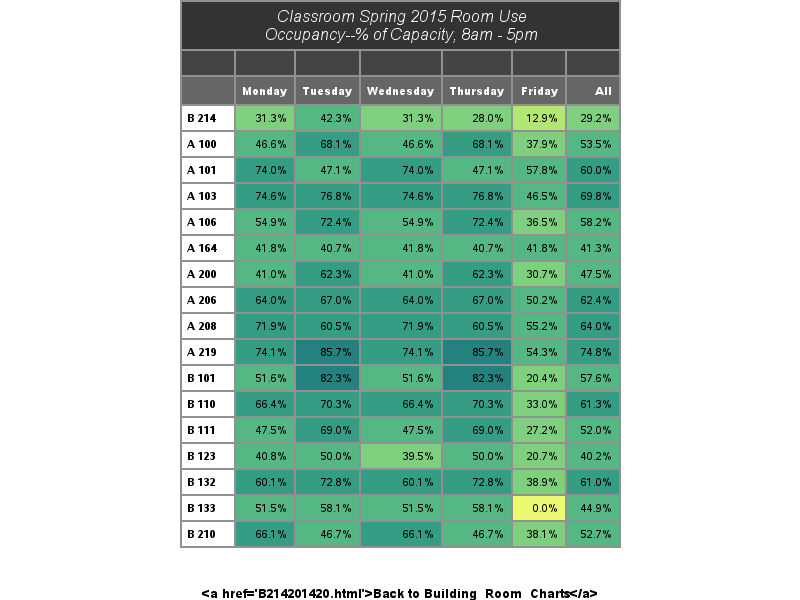 Classroom Spring 2015 Room Use
Occupancy--% of Capacity, 8am - 5pm
Monday Tuesday Wednesday Thursday Friday All
B 214 31.3% 42.3% 31.3% 28.0% 12.9% 29.2%
A 100 46.6% 68.1% 46.6% 68.1% 37.9% 53.5%
A 101 74.0% 47.1% 74.0% 47.1% 57.8% 60.0%
A 103 74.6% 76.8% 74.6% 76.8% 46.5% 69.8%
A 106 54.9% 72.4% 54.9% 72.4% 36.5% 58.2%
A 164 41.8% 40.7% 41.8% 40.7% 41.8% 41.3%
A 200 41.0% 62.3% 41.0% 62.3% 30.7% 47.5%
A 206 64.0% 67.0% 64.0% 67.0% 50.2% 62.4%
A 208 71.9% 60.5% 71.9% 60.5% 55.2% 64.0%
A 219 74.1% 85.7% 74.1% 85.7% 54.3% 74.8%
B 101 51.6% 82.3% 51.6% 82.3% 20.4% 57.6%
B 110 66.4% 70.3% 66.4% 70.3% 33.0% 61.3%
B 111 47.5% 69.0% 47.5% 69.0% 27.2% 52.0%
B 123 40.8% 50.0% 39.5% 50.0% 20.7% 40.2%
B 132 60.1% 72.8% 60.1% 72.8% 38.9% 61.0%
B 133 51.5% 58.1% 51.5% 58.1% 0.0% 44.9%
B 210 66.1% 46.7% 66.1% 46.7% 38.1% 52.7%
<a href='B214201420.html'>Back to Building_Room_Charts</a>